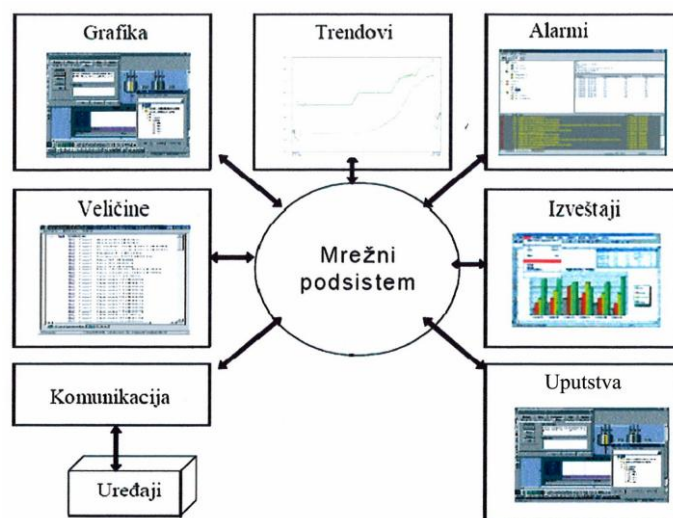 Grafika
Trendovi
Alarmi
Veličine
Mrežni
podsistem
Izveštaji
Komunikacija
Uputstva
Uređaji